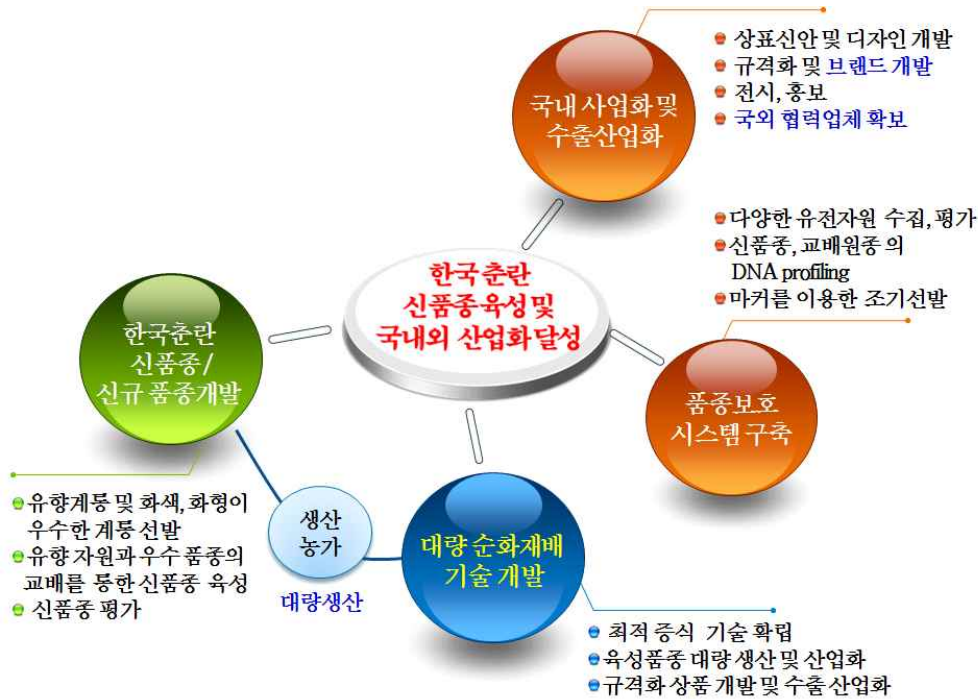 국내 사업화 및
수출산업화
상표신안 및 디자인 개발
규격화 및 브랜드 개발
전시, 홍보
국외 협력업체 확보
다양한 유전자원 수집, 평가
신품종, 교배원종의
DNA profiling
마커를 이용한 조기선발
한국 춘란
신품종육성 및
국내외 산업화 달성
한국춘란
신품종/
신규 품종개발
품종보호
시스템 구축
유향계통 및 화색, 화형이
우수한 계통 선발
유향 자원과 우수 품종의
교배를 통한 신품종 육성
신품종 평가
생산
농가
대량생산
대량 순화재배
기술 개발
최적 증식 기술 확립
육성품종 대량 생산 및 산업화
규격화 상품 개발 및 수출 산업화